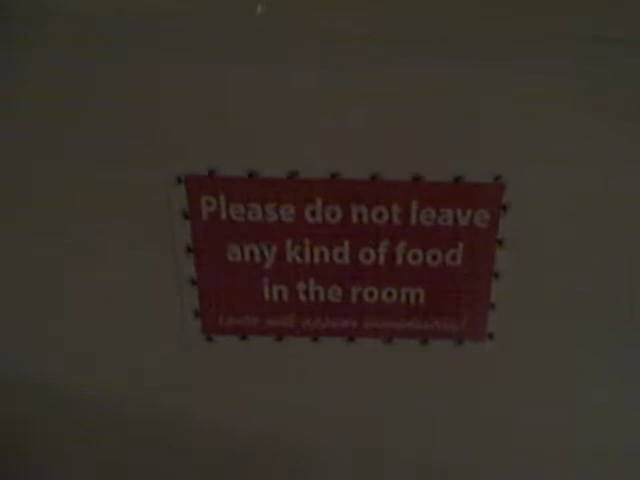 Please do not leave
any kind of food
in the room